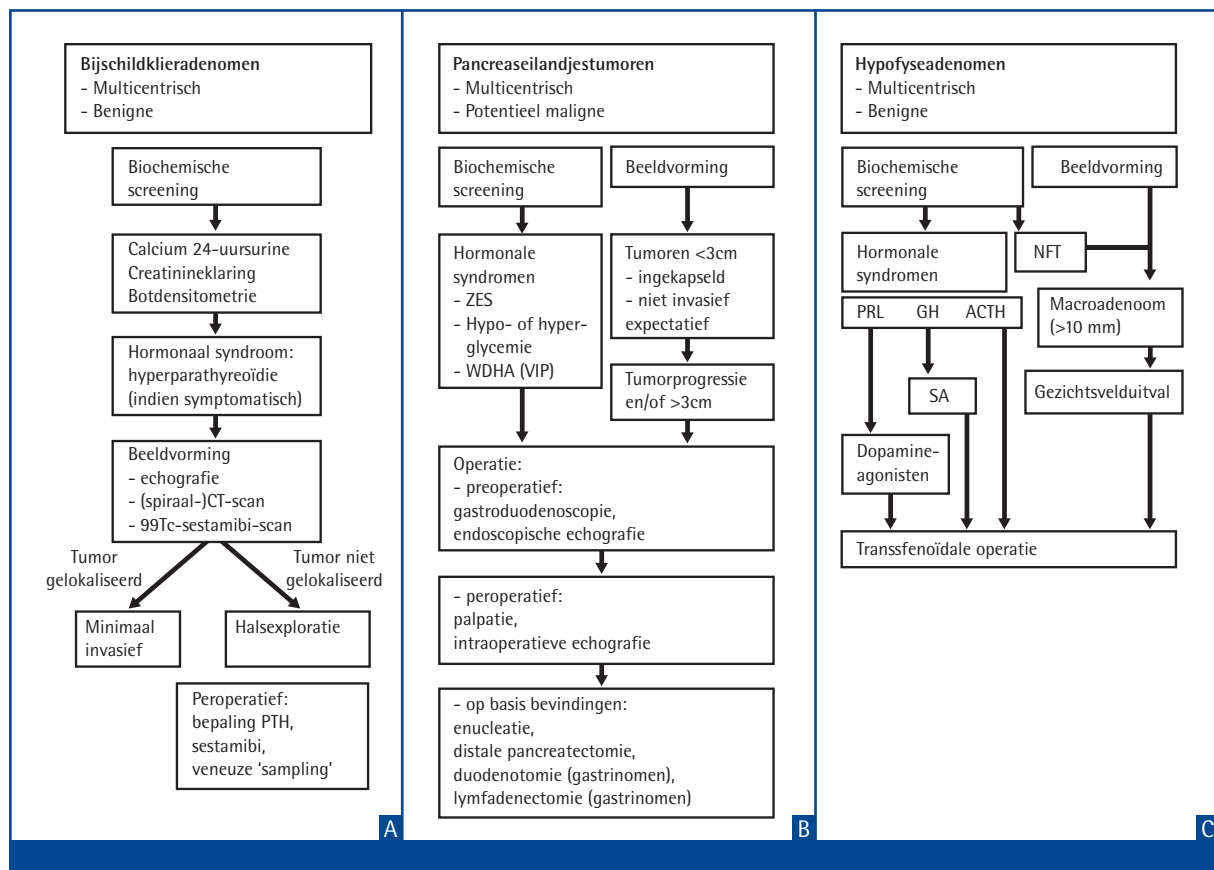 Bijschildklieradenomen
- Multicentrisch
- Benigne
Biochemische
screening
Calcium 24-uursurine
Creatinineklaring
Botdensitometrie
Hormonaal syndroom:
hyperparathyreoïdie
(indien symptomatisch)
Beeldvorming
- echografie
- (spiraal-)CT-scan
- 99Tc-sestamibi-scan
Tumor
gelokaliseerd
Tumor niet
gelokaliseerd
Minimaal
invasief
Halsexploratie
Peroperatief:
bepaling PTH,
sestamibi,
veneuze ‘sampling’
A
Pancreaseilandjestumoren
- Multicentrisch
- Potentieel maligne
Biochemische
screening
Beeldvorming
Hormonale
syndromen
- ZES
- Hypo- of hyper-
glycemie
- WDHA (VIP)
Tumoren <3cm
- ingekapseld
- niet invasief
expectatief
Tumorprogressie
en/of >3cm
Operatie:
- preoperatief:
gastroduodenoscopie,
endoscopische echografie
- peroperatief:
palpatie,
intraoperatieve echografie
- op basis bevindingen:
enucleatie,
distale pancreatectomie,
duodenotomie (gastrinomen),
lymfadenectomie (gastrinomen)
B
Hypofyseadenomen
- Multicentrisch
- Benigne
Biochemische
screening
Beeldvorming
Hormonale
syndromen
NFT
PRL GH ACTH
Macroadenoom
(>10 mm)
SA
Gezichtsvelduitval
Dopamine-
agonisten
Transsfenoïdale operatie
C